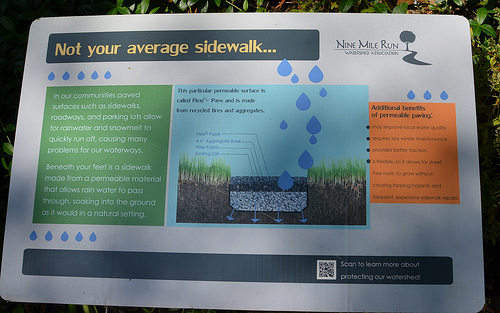 Not your average sidewalk...
NINE MILE RUN
WATERSHED ASSOCIATION
In our communities paved
surfaces such as sidewalks,
roadways, and parking lots allow
for rainwater and snowmelt to
quickly run off, causing many
problems for our waterways.
Beneath your feet is a sidewalk
made from a permeable material
that allows rain water to pass
through, soaking into the ground
as it would in a natural setting.
This particular permeable surface is
called Flexi™- Pave and is made
from recycled tires and aggregates.
Flexi™ Pave
4-6" Aggregate Base
Filter Fabric
Existing Soil
Additional benefits
of permeable paving:
may improve local water quality
requires less winter maintenance
provides better traction
is flexible, so it allows for street
tree roots to grow without
causing tripping hazards and
frequent, expensive sidewalk repairs
Scan to learn more about
protecting our watershed!